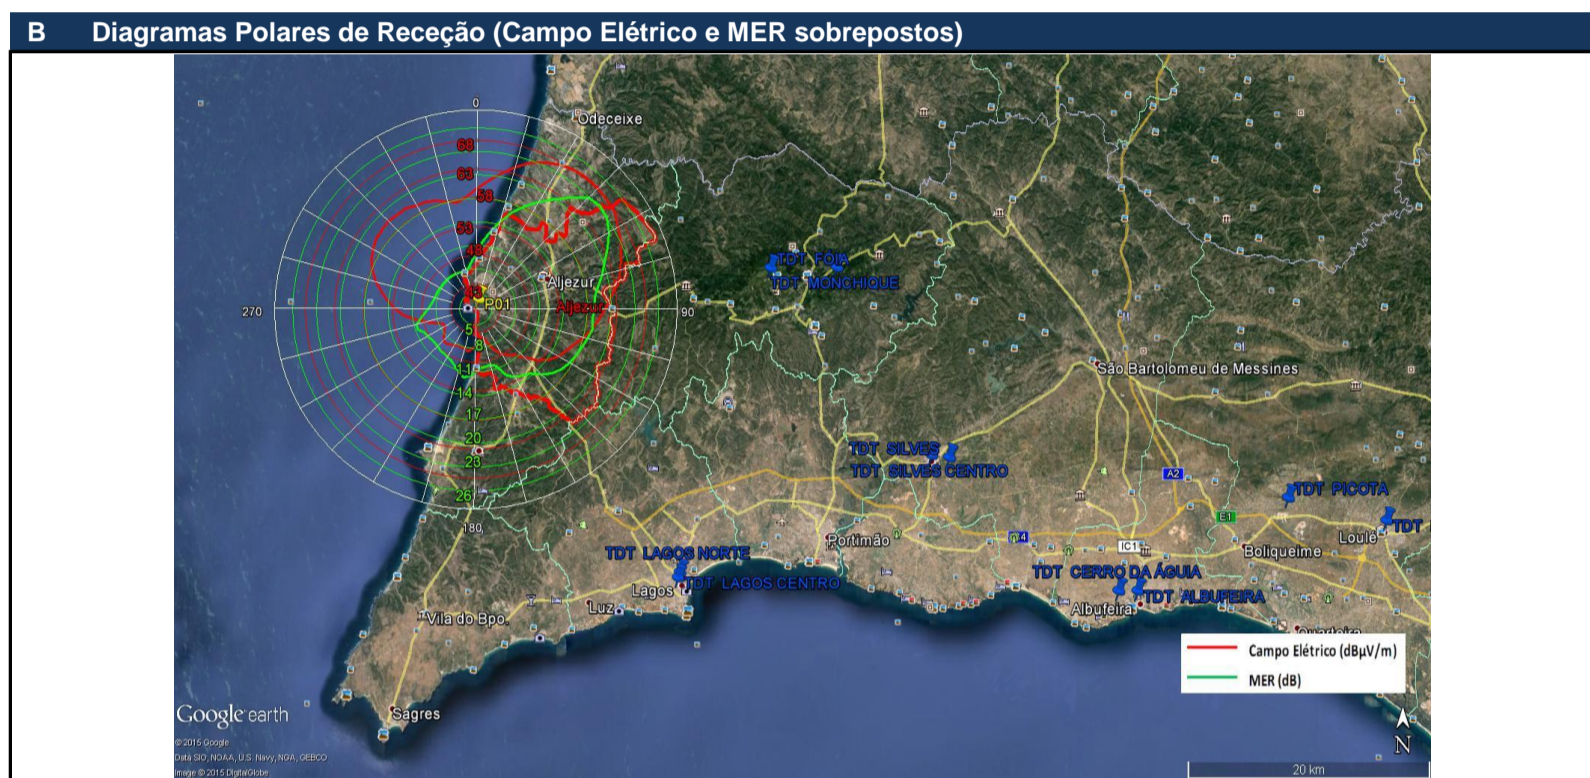 B Diagramas Polares de Receção (Campo Elétrico e MER sobrepostos)
0
Odeceixe
68
63
58
53
48
43
P01
Aljezur
Aljezur
270
90
5
8
11
14
17
20
23
26
180
TDT FÓIA
TDT MONCHIQUE
São Bartolomeu de Messines
TDT SILVES
TDT SILVES CENTRO
A2
TDT PICOTA
E1
TDT
Loulé
Portimão
IC1
Boliqueime
TDT LAGOS NORTE
TDT LAGOS CENTRO
Lagos
Luz
TDT CERRO DA ÁGUIA
TDT ALBUFEIRA
Albufeira
Vila do Bpo.
Quarteira
Campo Elétrico (dBµV/m)
MER (dB)
Sagres
Google earth
N
© 2015 Google
Data SIO, NOAA, U.S. Navy, NGA, GEBCO
Image © 2015 DigitalGlobe
20 km